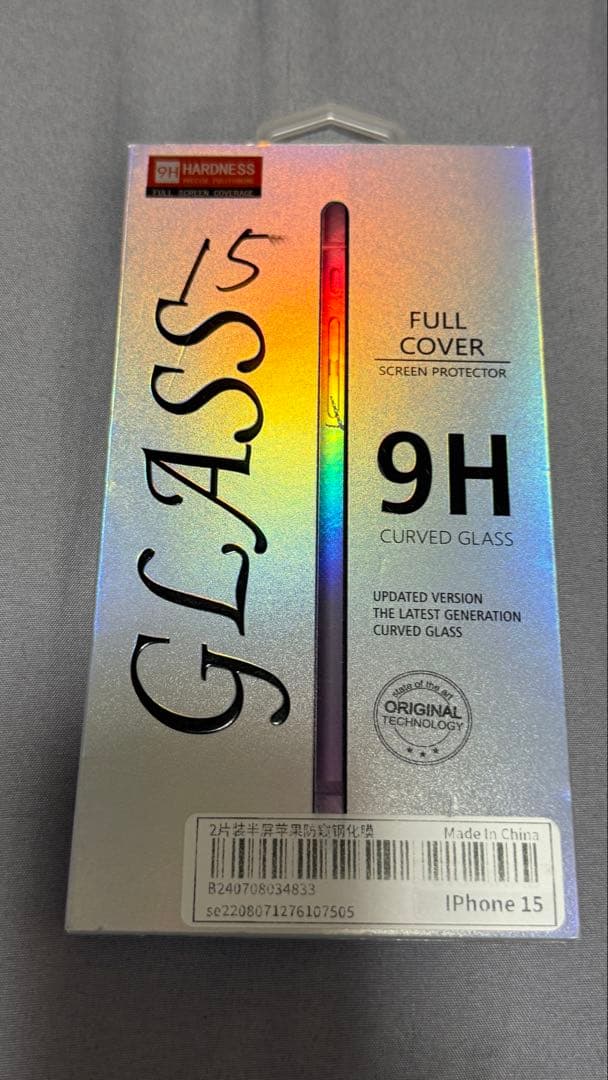 9H HARDNESS
PRECISE POLYPHONINE
FULL SCREEN COVERAGE
15
GLASS
FULL
COVER
SCREEN PROTECTOR
9H
CURVED GLASS
UPDATED VERSION
THE LATEST GENERATION
CURVED GLASS
state of the art
ORIGINAL
TECHNOLOGY
2片装半屏苹果防窥钢化膜
Made In China
B240708034833
se2208071276107505
IPhone 15